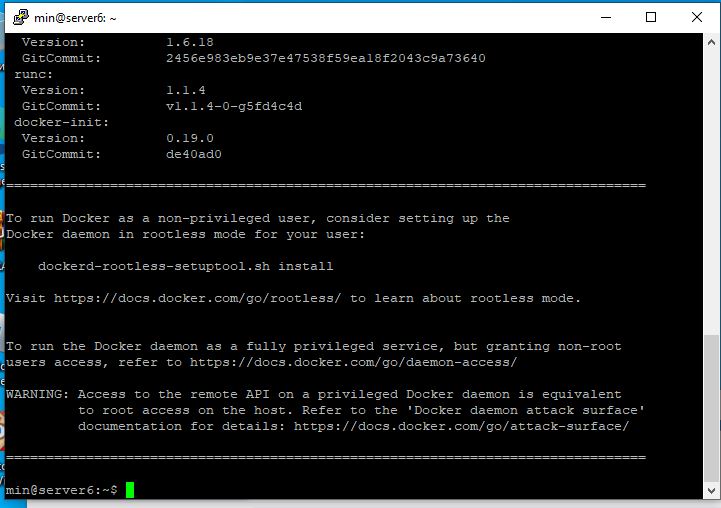 min@server6: ~
Version: 1.6.18
GitCommit: 2456e983eb9e37e47538f59ea18f2043c9a73640
runc:
Version: 1.1.4
GitCommit: v1.1.4-0-g5fd4c4d
docker-init:
Version: 0.19.0
GitCommit: de40ad0
================================================================================
To run Docker as a non-privileged user, consider setting up the
Docker daemon in rootless mode for your user:
dockerd-rootless-setuptool.sh install
Visit https://docs.docker.com/go/rootless/ to learn about rootless mode.
To run the Docker daemon as a fully privileged service, but granting non-root
users access, refer to https://docs.docker.com/go/daemon-access/
WARNING: Access to the remote API on a privileged Docker daemon is equivalent
to root access on the host. Refer to the 'Docker daemon attack surface'
documentation for details: https://docs.docker.com/go/attack-surface/
================================================================================
min@server6:~$